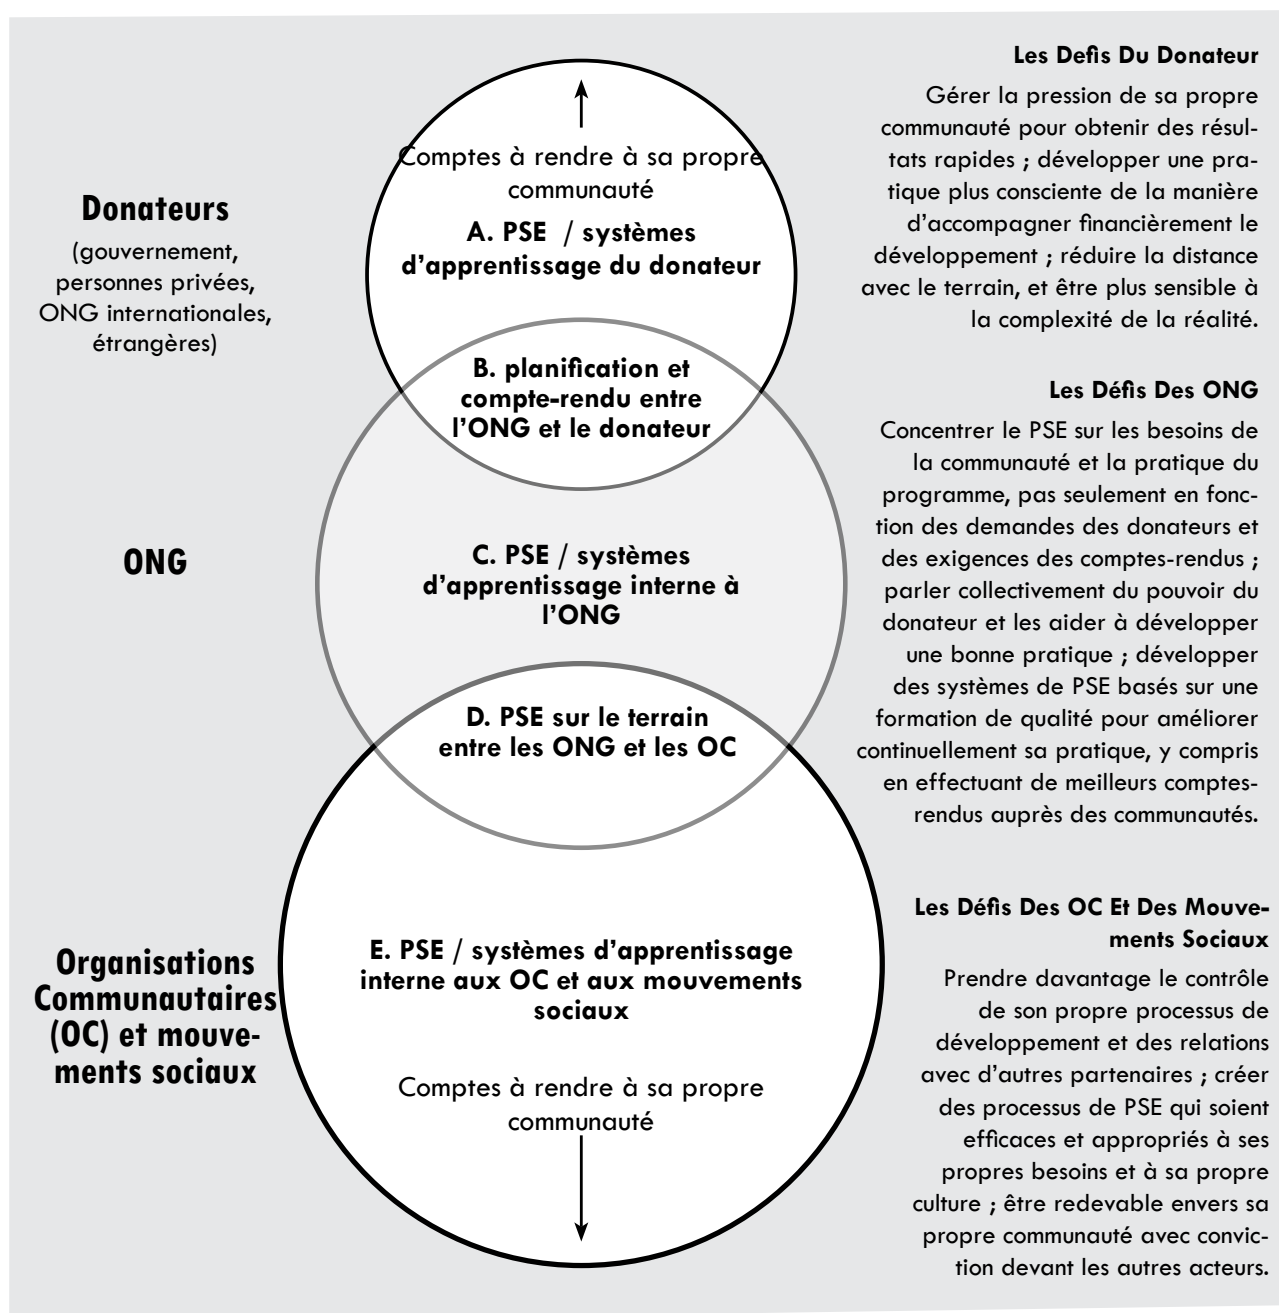 Donateurs
(gouvernement,
personnes privées,
ONG internationales,
étrangères)
ONG
Organisations
Communautaires
(OC) et mouve-
ments sociaux
Comptes à rendre à sa propre
communauté
A. PSE / systèmes
d'apprentissage du donateur
B. planification et
compte-rendu entre
l'ONG et le donateur
C. PSE / systèmes
d'apprentissage interne à
l'ONG
D. PSE sur le terrain
entre les ONG et les OC
E. PSE / systèmes d'apprentissage
interne aux OC et aux mouvements
sociaux
Comptes à rendre à sa propre
communauté
Les Defis Du Donateur
Gérer la pression de sa propre
communauté pour obtenir des résul-
tats rapides ; développer une pra-
tique plus consciente de la manière
d'accompagner financièrement le
développement ; réduire la distance
avec le terrain, et être plus sensible à
la complexité de la réalité.
Les Défis Des ONG
Concentrer le PSE sur les besoins de
la communauté et la pratique du
programme, pas seulement en fonc-
tion des demandes des donateurs et
des exigences des comptes-rendus ;
parler collectivement du pouvoir du
donateur et les aider à développer
une bonne pratique ; développer
des systèmes de PSE basés sur une
formation de qualité pour améliorer
continuellement sa pratique, y compris
en effectuant de meilleurs comptes-
rendus auprès des communautés.
Les Défis Des OC Et Des Mouve-
ments Sociaux
Prendre davantage le contrôle
de son propre processus de
développement et des relations
avec d'autres partenaires ; créer
des processus de PSE qui soient
efficaces et appropriés à ses
propres besoins et à sa propre
culture ; être redevable envers sa
propre communauté avec convic-
tion devant les autres acteurs.